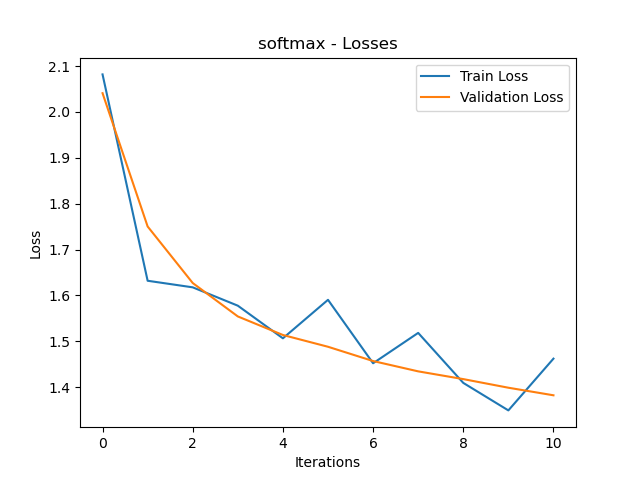 softmax - Losses
Train Loss
Validation Loss
2.1
2.0
1.9
1.8
1.7
1.6
1.5
1.4
Loss
0 2 4 6 8 10
Iterations